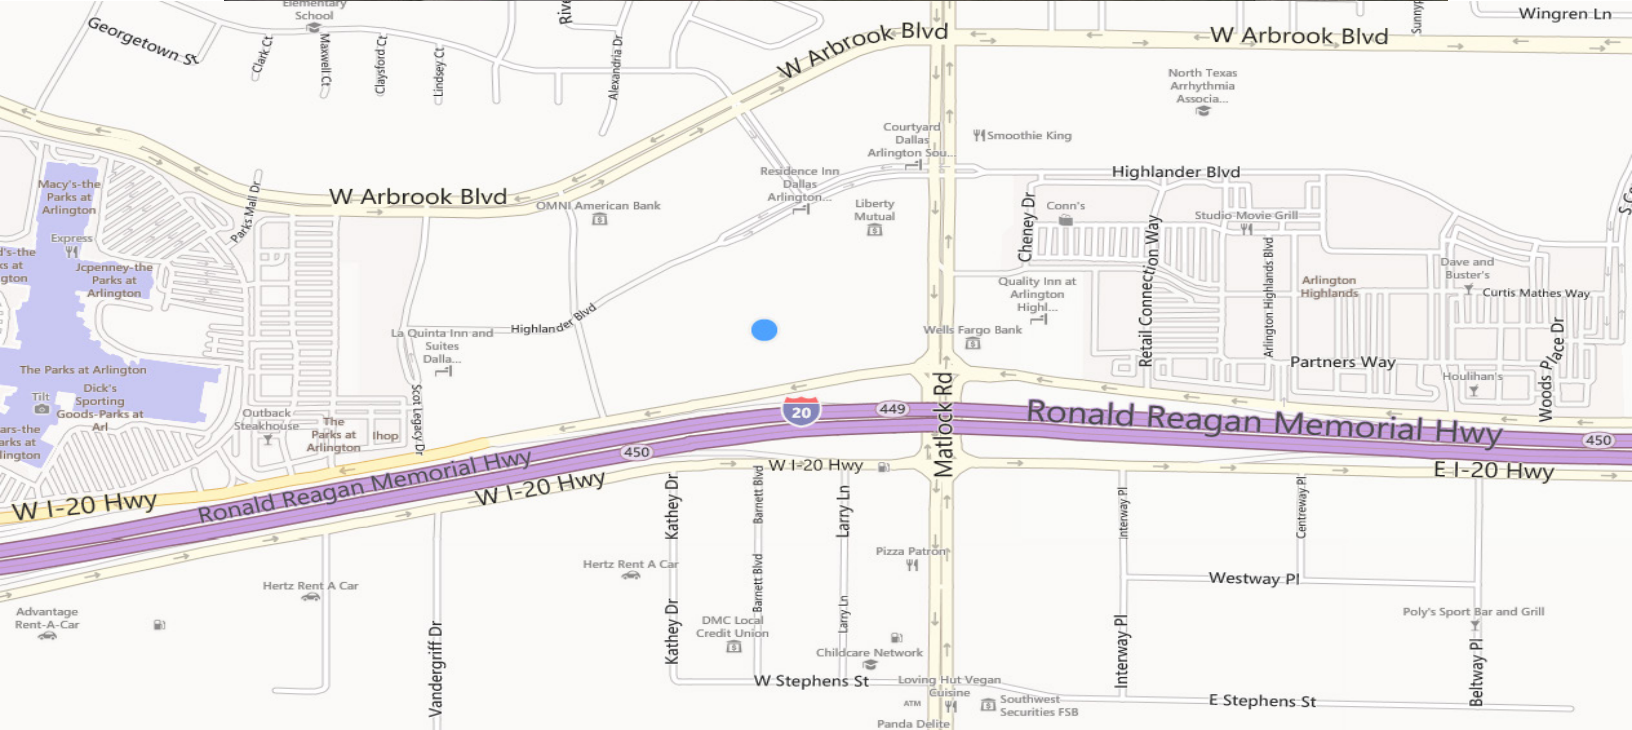 Elementary
School
Georgetown St
Clark Ct
Maxwell Ct
Claysford Ct
Lindsey Ct
Alexandria Dr
W Arbrook Blvd
W Arbrook Blvd
Wingren Ln
North Texas
Arrhythmia
Associa...
Courtyard
Dallas
Arlington Sou...
Smoothie King
Residence Inn
Dallas
Arlington...
Highlander Blvd
Macy's-the
Parks at
Arlington
Parks Mall Dr
W Arbrook Blvd
OMNI American Bank
Liberty
Mutual
Cheney Dr
Conn's
Studio Movie Grill
Retail Connection Way
Express
Jcpenney-the
Parks at
Arlington
Quality Inn at
Arlington
Highl...
Arlington Highlands Blvd
Arlington
Highlands
Dave and
Buster's
Curtis Mathes Way
La Quinta Inn and
Suites
Dalla...
Highlander Blvd
Wells Fargo Bank
Woods Place Dr
Partners Way
Houlihan's
The Parks at Arlington
Tilt
Dick's
Sporting
Goods-Parks at
Arl
Outback
Steakhouse
The
Parks at
Arlington
Ihop
Scot Legacy Dr
20
449
Matlock Rd
Ronald Reagan Memorial Hwy
450
450
W I-20 Hwy
Ronald Reagan Memorial Hwy
W I-20 Hwy
W I-20 Hwy
E I-20 Hwy
Kathey Dr
Barnett Blvd
Larry Ln
Interway Pl
Centreway Pl
Hertz Rent A Car
Hertz Rent A Car
Pizza Patron
Westway Pl
Advantage
Rent-A-Car
Vandergriff Dr
Kathey Dr
Barnett Blvd
Larry Ln
DMC Local
Credit Union
Childcare Network
Interway Pl
Poly's Sport Bar and Grill
Beltway Pl
W Stephens St
Loving Hut Vegan
Cuisine
ATM
Panda Delite
Southwest
Securities FSB
E Stephens St